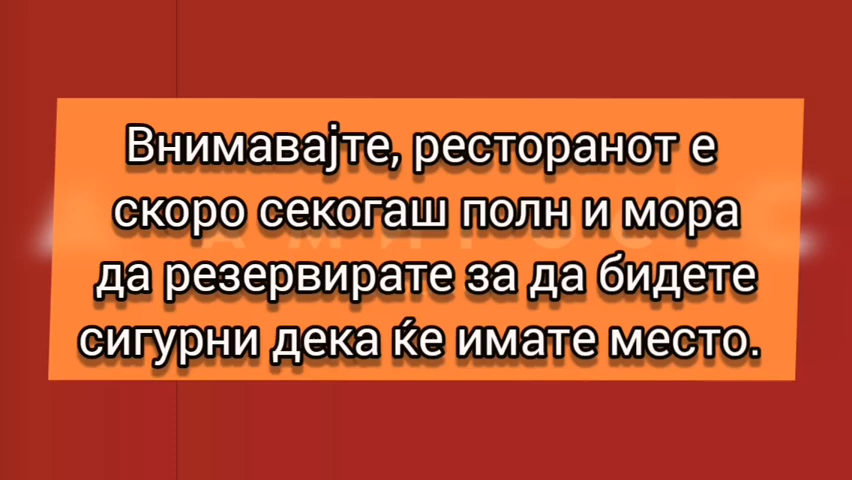 Внимавајте, ресторанот е
скоро секогаш полн и мора
да резервирате за да бидете
сигурни дека ќе имате место.